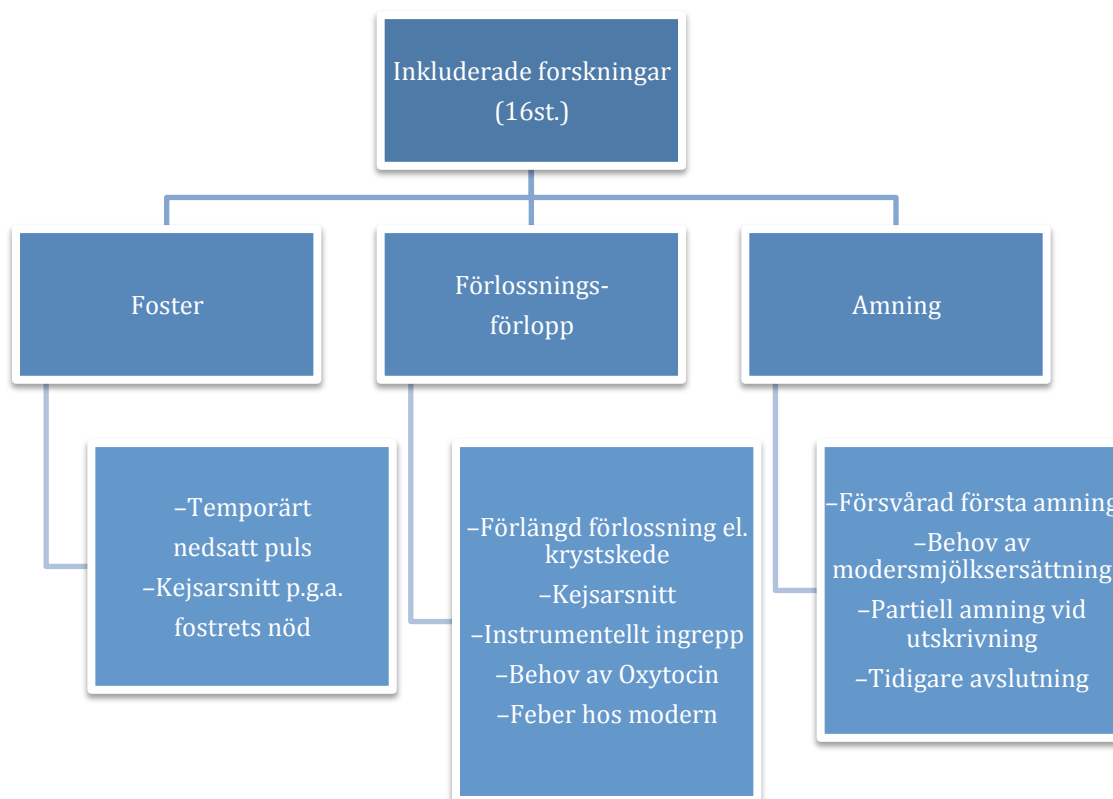 Inkluderade forskningar
(16st.)
Foster
Förlossnings-
förlopp
Amning
–Temporärt
nedsatt puls
–Kejsarsnitt p.g.a.
fostrets nöd
–Förlängd förlossning el.
krystskede
–Kejsarsnitt
–Instrumentellt ingrepp
–Behov av Oxytocin
–Feber hos modern
–Försvårad första amning
–Behov av
modersmjölksersättning
–Partiell amning vid
utskrivning
–Tidigare avslutning